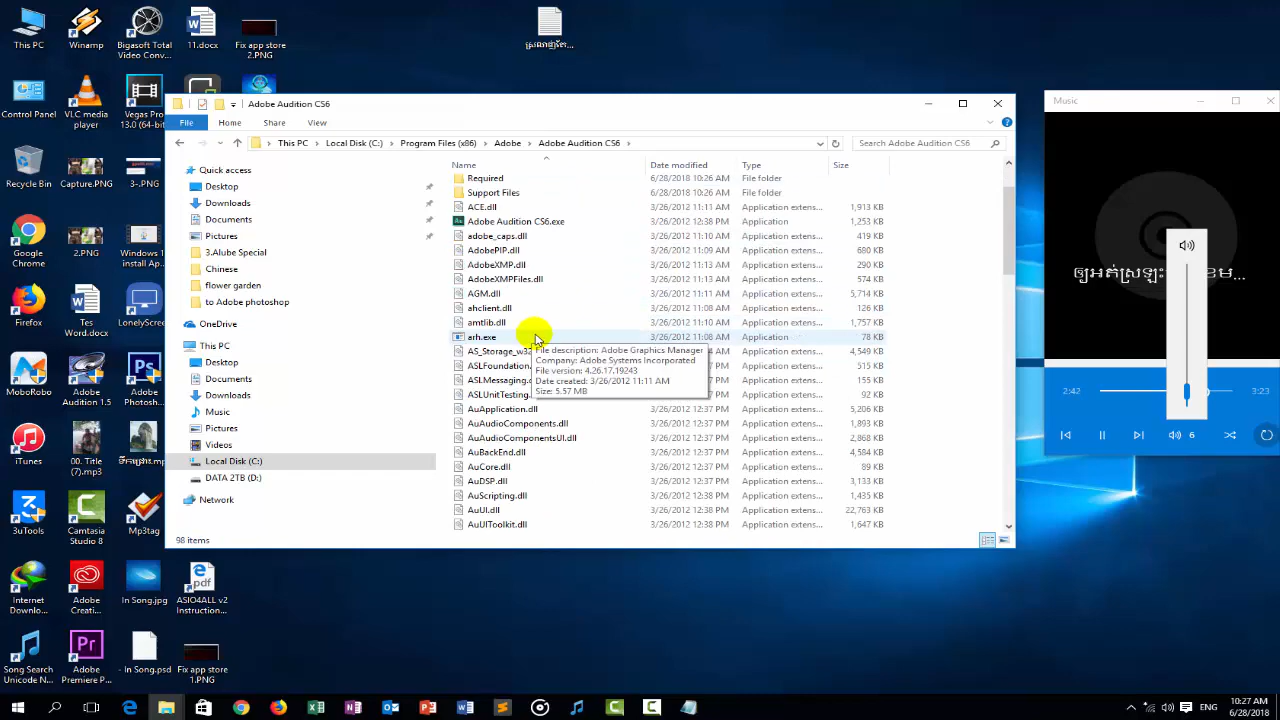 This PC
Winamp
Bigasoft Total
Video Conv...
11.docx
Fix app store
2.PNG
Control Panel
VLC media
player
Vegas Pro
13.0 (64-bit)
Recycle Bin
Capture.PNG
3-.PNG
Google
Chrome
2.PNG
Windows 1
install Ap...
Firefox
Tes
Word.docx
LonelyScreen
MoboRobo
Adobe
Audition 1.5
Adobe
Photosh...
iTunes
00. Title
(7).mp3
3uTools
Camtasia
Studio 8
Mp3tag
Internet
Downlo...
Adobe
Creati...
In Song.jpg
ASIO4ALL v2
Instruction...
Song Search
Unicode N...
Adobe
Premiere P...
- In Song.psd
Fix app store
1.PNG
Adobe Audition CS6
File
Home
Share
View
This PC
Local Disk (C:)
Program Files (x86)
Adobe
Adobe Audition CS6
Search Adobe Audition CS6
Name
Date modified
Type
Size
Quick access
Desktop
Downloads
Documents
Pictures
3.Alube Special
Chinese
flower garden
to Adobe photoshop
OneDrive
This PC
Desktop
Documents
Downloads
Music
Pictures
Videos
Local Disk (C:)
DATA 2TB (D:)
Network
Required 6/28/2018 10:26 AM File folder
Support Files 6/28/2018 10:26 AM File folder
ACE.dll 3/26/2012 11:11 AM Application extens... 1,913 KB
Adobe Audition CS6.exe 3/26/2012 12:38 PM Application 1,253 KB
adobe_caps.dll 3/26/2012 11:10 AM Application extens... 419 KB
AdobePIP.dll 3/26/2012 11:09 AM Application extens... 680 KB
AdobeXMP.dll 3/26/2012 11:13 AM Application extens... 290 KB
AdobeXMPFiles.dll 3/26/2012 11:13 AM Application extens... 574 KB
AGM.dll 3/26/2012 11:11 AM Application extens... 5,714 KB
ahclient.dll 3/26/2012 11:08 AM Application extens... 126 KB
amtlib.dll 3/26/2012 11:10 AM Application extens... 1,757 KB
arh.exe 3/26/2012 11:08 AM Application 78 KB
AS_Storage_w32 Application extens... 4,549 KB
ASLFoundation. Application extens... 515 KB
ASLMessaging. Application extens... 155 KB
ASLUnitTesting. Application extens... 92 KB
File description: Adobe Graphics Manager
Company: Adobe Systems Incorporated
File version: 4.26.17.19243
Date created: 3/26/2012 11:11 AM
Size: 5.57 MB
AuApplication.dll 3/26/2012 12:37 PM Application extens... 5,206 KB
AuAudioComponents.dll 3/26/2012 12:37 PM Application extens... 1,893 KB
AuAudioComponentsUI.dll 3/26/2012 12:37 PM Application extens... 2,868 KB
AuBackEnd.dll 3/26/2012 12:37 PM Application extens... 4,584 KB
AuCore.dll 3/26/2012 12:37 PM Application extens... 89 KB
AuDSP.dll 3/26/2012 12:37 PM Application extens... 671 KB
AuScripting.dll 3/26/2012 12:38 PM Application extens... 1,435 KB
AuUI.dll 3/26/2012 12:38 PM Application extens... 22,763 KB
AuUIToolkit.dll 3/26/2012 12:38 PM Application extens... 1,647 KB
98 items
Music
2:42
3:23
6
ENG
10:27 AM
6/28/2018